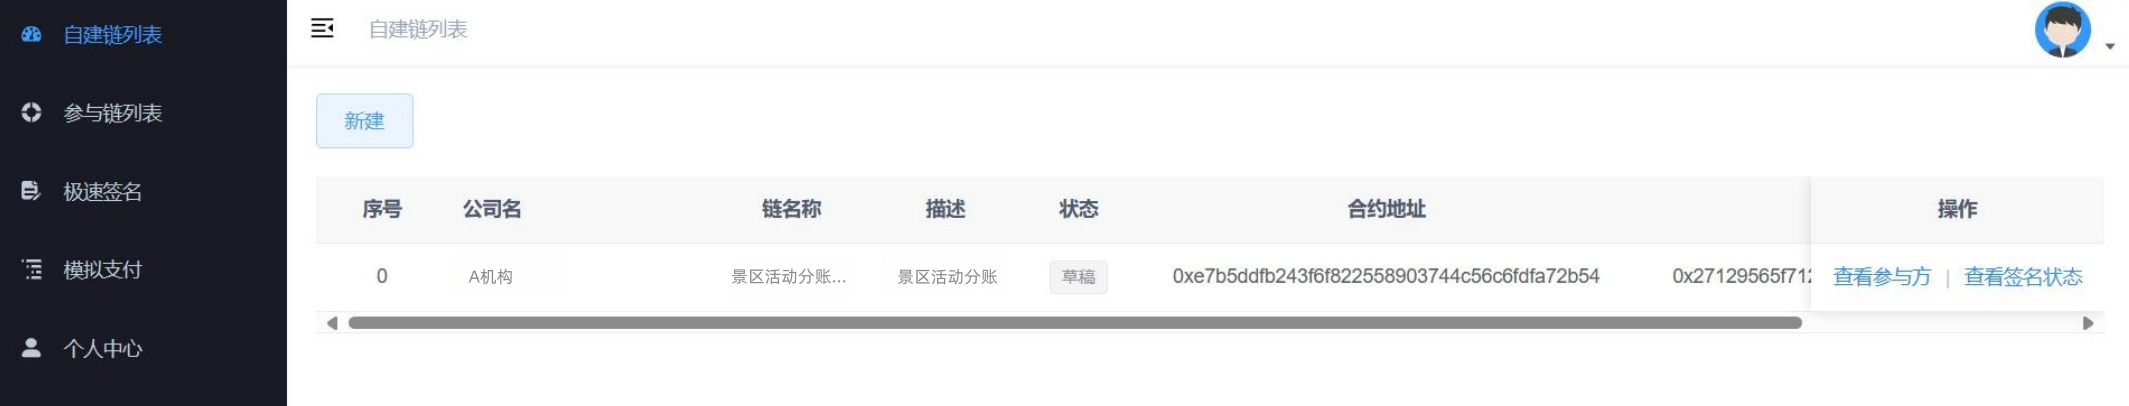 自建链列表
参与链列表
极速签名
模拟支付
个人中心
自建链列表
新建
序号 公司名 链名称 描述 状态 合约地址 操作
0 A机构 景区活动分账... 景区活动分账 草稿 0xe7b5ddfb243f6f822558903744c56c6fdfa72b54 0x27129565f712 查看参与方 | 查看签名状态